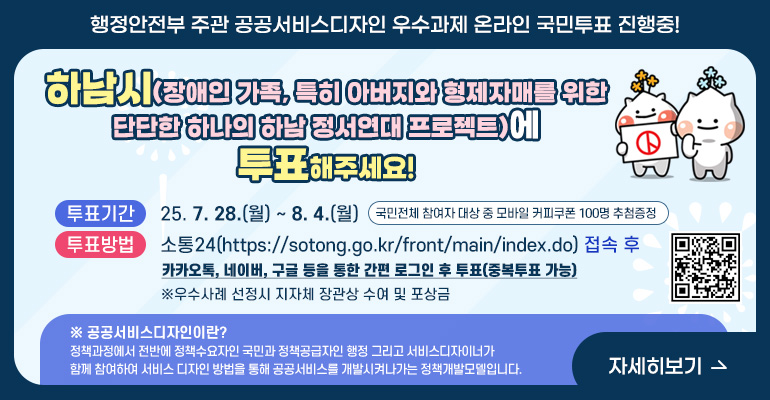 행정안전부 주관 공공서비스디자인 우수과제 온라인 국민투표 진행중!
하남시(장애인 가족, 특히 아버지와 형제자매를 위한
단단한 하나의 하남 정서연대 프로젝트)에
투표해주세요!
투표기간 25. 7. 28.(월) ~ 8. 4.(월) 국민전체 참여자 대상 중 모바일 커피쿠폰 100명 추첨증정
투표방법 소통24(https://sotong.go.kr/front/main/index.do) 접속 후
카카오톡, 네이버, 구글 등을 통한 간편 로그인 후 투표(중복투표 가능)
※우수사례 선정시 지자체 장관상 수여 및 포상금
※ 공공서비스디자인이란?
정책과정에서 전반에 정책수요자인 국민과 정책공급자인 행정 그리고 서비스디자이너가
함께 참여하여 서비스 디자인 방법을 통해 공공서비스를 개발시켜나가는 정책개발모델입니다.
자세히보기 →